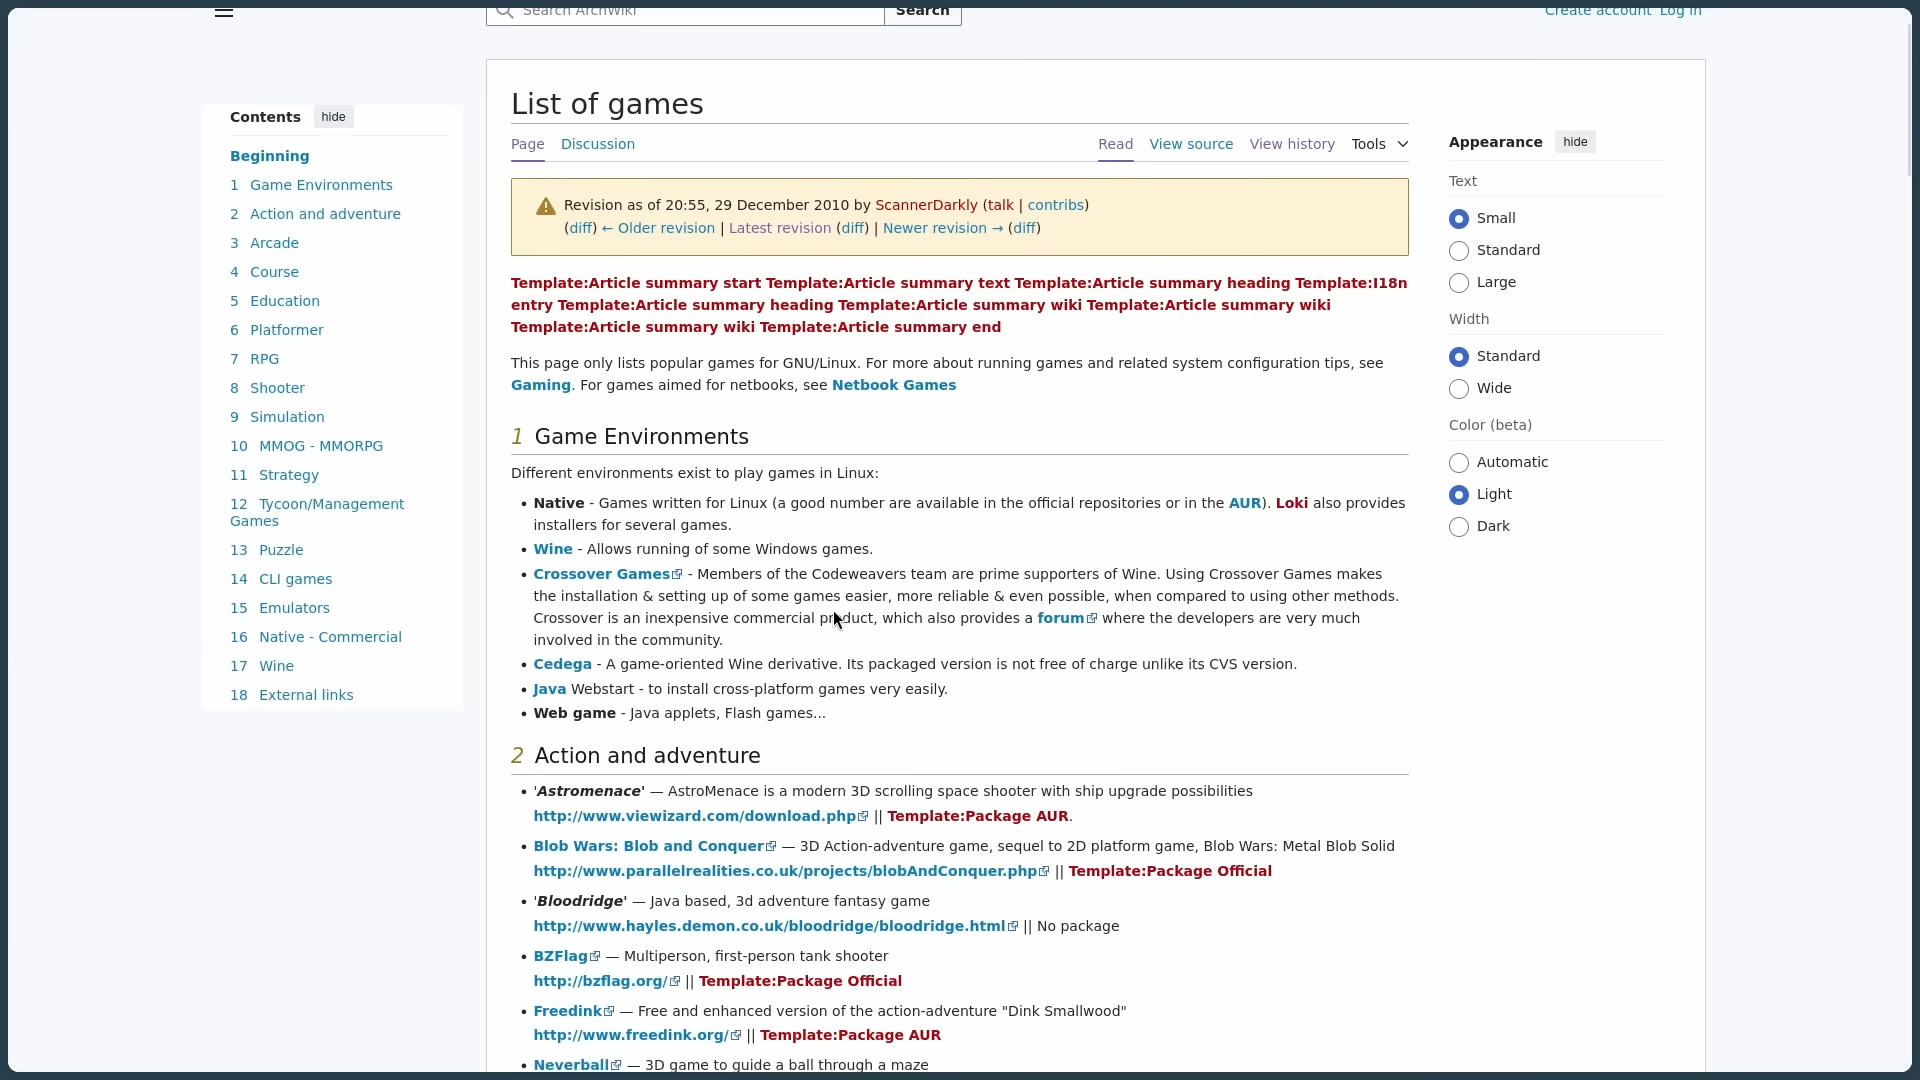 Search ArchWiki
Search
Create account Log in
Contents hide
Beginning
1 Game Environments
2 Action and adventure
3 Arcade
4 Course
5 Education
6 Platformer
7 RPG
8 Shooter
9 Simulation
10 MMOG - MMORPG
11 Strategy
12 Tycoon/Management
Games
13 Puzzle
14 CLI games
15 Emulators
16 Native - Commercial
17 Wine
18 External links
List of games
Page Discussion Read View source View history Tools
Revision as of 20:55, 29 December 2010 by ScannerDarkly (talk | contribs)
(diff) ← Older revision | Latest revision (diff) | Newer revision → (diff)
Template:Article summary start Template:Article summary text Template:Article summary heading Template:I18n
entry Template:Article summary heading Template:Article summary wiki Template:Article summary wiki
Template:Article summary wiki Template:Article summary end
This page only lists popular games for GNU/Linux. For more about running games and related system configuration tips, see
Gaming. For games aimed for netbooks, see Netbook Games
1 Game Environments
Different environments exist to play games in Linux:
• Native - Games written for Linux (a good number are available in the official repositories or in the AUR). Loki also provides
installers for several games.
• Wine - Allows running of some Windows games.
• Crossover Games - Members of the Codeweavers team are prime supporters of Wine. Using Crossover Games makes
the installation & setting up of some games easier, more reliable & even possible, when compared to using other methods.
Crossover is an inexpensive commercial product, which also provides a forum where the developers are very much
involved in the community.
• Cedega - A game-oriented Wine derivative. Its packaged version is not free of charge unlike its CVS version.
• Java Webstart - to install cross-platform games very easily.
• Web game - Java applets, Flash games...
2 Action and adventure
• 'Astromenace' — AstroMenace is a modern 3D scrolling space shooter with ship upgrade possibilities
http://www.viewizard.com/download.php || Template:Package AUR.
• Blob Wars: Blob and Conquer — 3D Action-adventure game, sequel to 2D platform game, Blob Wars: Metal Blob Solid
http://www.parallelrealities.co.uk/projects/blobAndConquer.php || Template:Package Official
• 'Bloodridge' — Java based, 3d adventure fantasy game
http://www.hayles.demon.co.uk/bloodridge/bloodridge.html || No package
• BZFlag — Multiperson, first-person tank shooter
http://bzflag.org/ || Template:Package Official
• Freedink — Free and enhanced version of the action-adventure "Dink Smallwood"
http://www.freedink.org/ || Template:Package AUR
• Neverball — 3D game to guide a ball through a maze
Appearance hide
Text
Small
Standard
Large
Width
Standard
Wide
Color (beta)
Automatic
Light
Dark